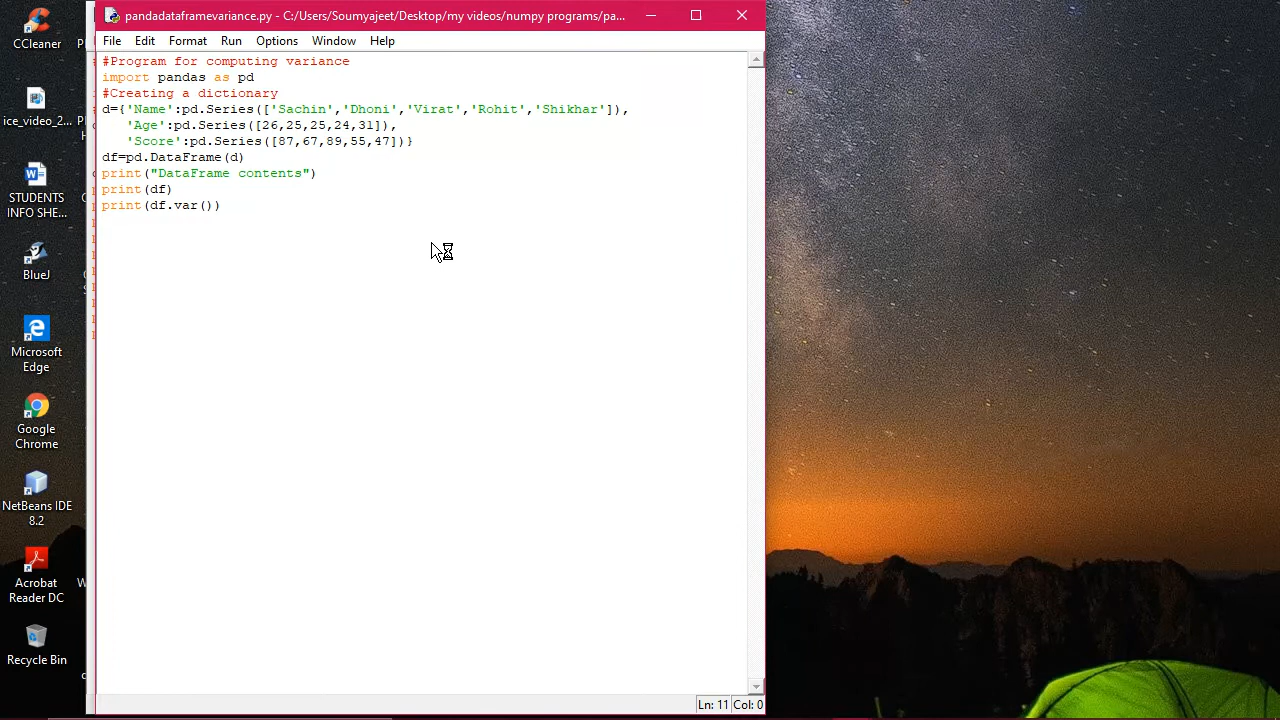 pandadataframevariance.py - C:/Users/Soumyajeet/Desktop/my videos/numpy programs/pa...
File Edit Format Run Options Window Help
#Program for computing variance
import pandas as pd
#Creating a dictionary
d={'Name':pd.Series(['Sachin','Dhoni','Virat','Rohit','Shikhar']),
   'Age':pd.Series([26,25,25,24,31]),
   'Score':pd.Series([87,67,89,55,47])}
df=pd.DataFrame(d)
print("DataFrame contents")
print(df)
print(df.var())
Ln: 11 Col: 0
CCleaner
ice_video_2...
STUDENTS
INFO SHE...
BlueJ
Microsoft
Edge
Google
Chrome
NetBeans IDE
8.2
Acrobat
Reader DC
Recycle Bin